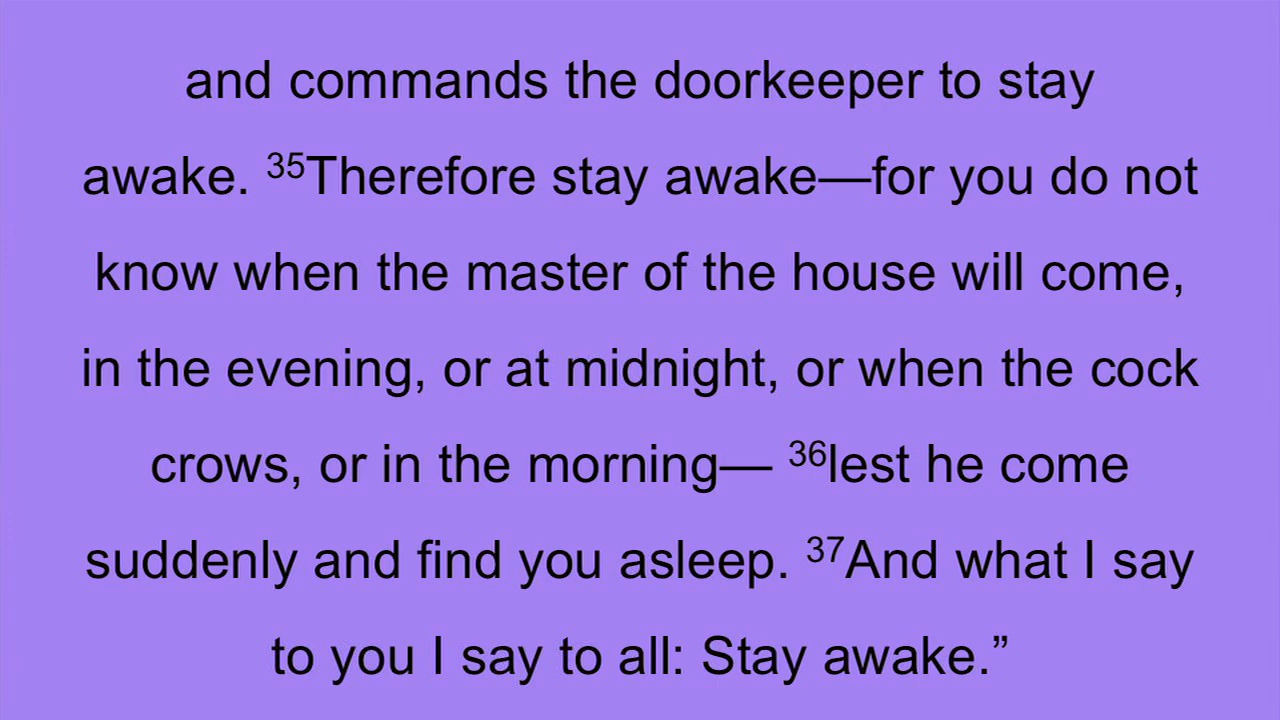 and commands the doorkeeper to stay
awake. ³⁵Therefore stay awake—for you do not
know when the master of the house will come,
in the evening, or at midnight, or when the cock
crows, or in the morning— ³⁶lest he come
suddenly and find you asleep. ³⁷And what I say
to you I say to all: Stay awake.”